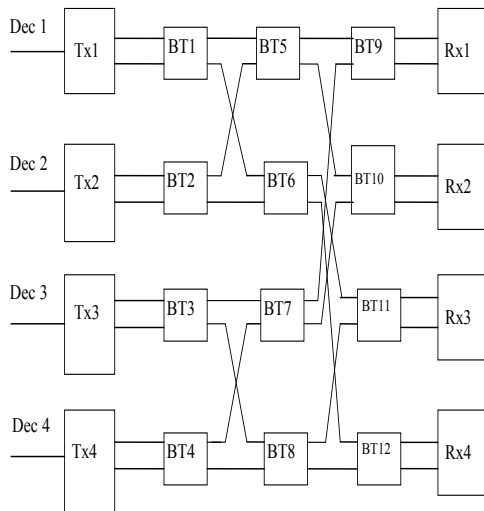 Dec 1
Tx1 BT1 BT5 BT9 Rx1
Dec 2
Tx2 BT2 BT6 BT10 Rx2
Dec 3
Tx3 BT3 BT7 BT11 Rx3
Dec 4
Tx4 BT4 BT8 BT12 Rx4